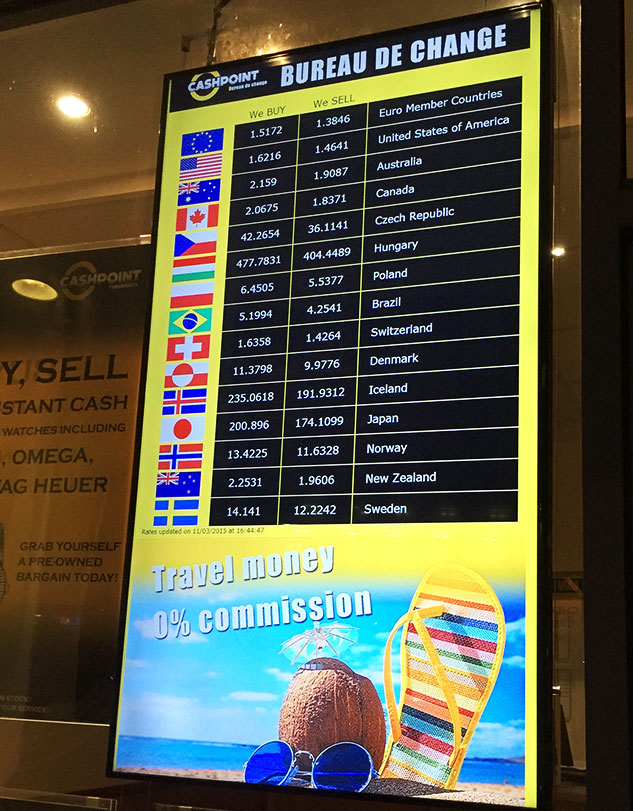 CASHPOINT
Bureau de change
BUREAU DE CHANGE
We BUY We SELL
1.5172 1.3846 Euro Member Countries
1.6216 1.4641 United States of America
2.159 1.9087 Australia
2.0675 1.8371 Canada
42.2654 36.1141 Czech Republic
477.7831 404.4489 Hungary
6.4505 5.5377 Poland
5.1994 4.2541 Brazil
1.6358 1.4264 Switzerland
11.3798 9.9776 Denmark
235.0618 191.9312 Iceland
200.896 174.1099 Japan
13.4225 11.6328 Norway
2.2531 1.9606 New Zealand
14.141 12.2242 Sweden
Rates updated on 11/03/2015 at 16:44:47
Travel money
0% commission
CASHPOINT
Y, SELL
STANT CASH
WATCHES INCLUDING
, OMEGA,
TAG HEUER
GRAB YOURSELF
A PRE-OWNED
BARGAIN TODAY!
N STOCK
OUR SERVICE!